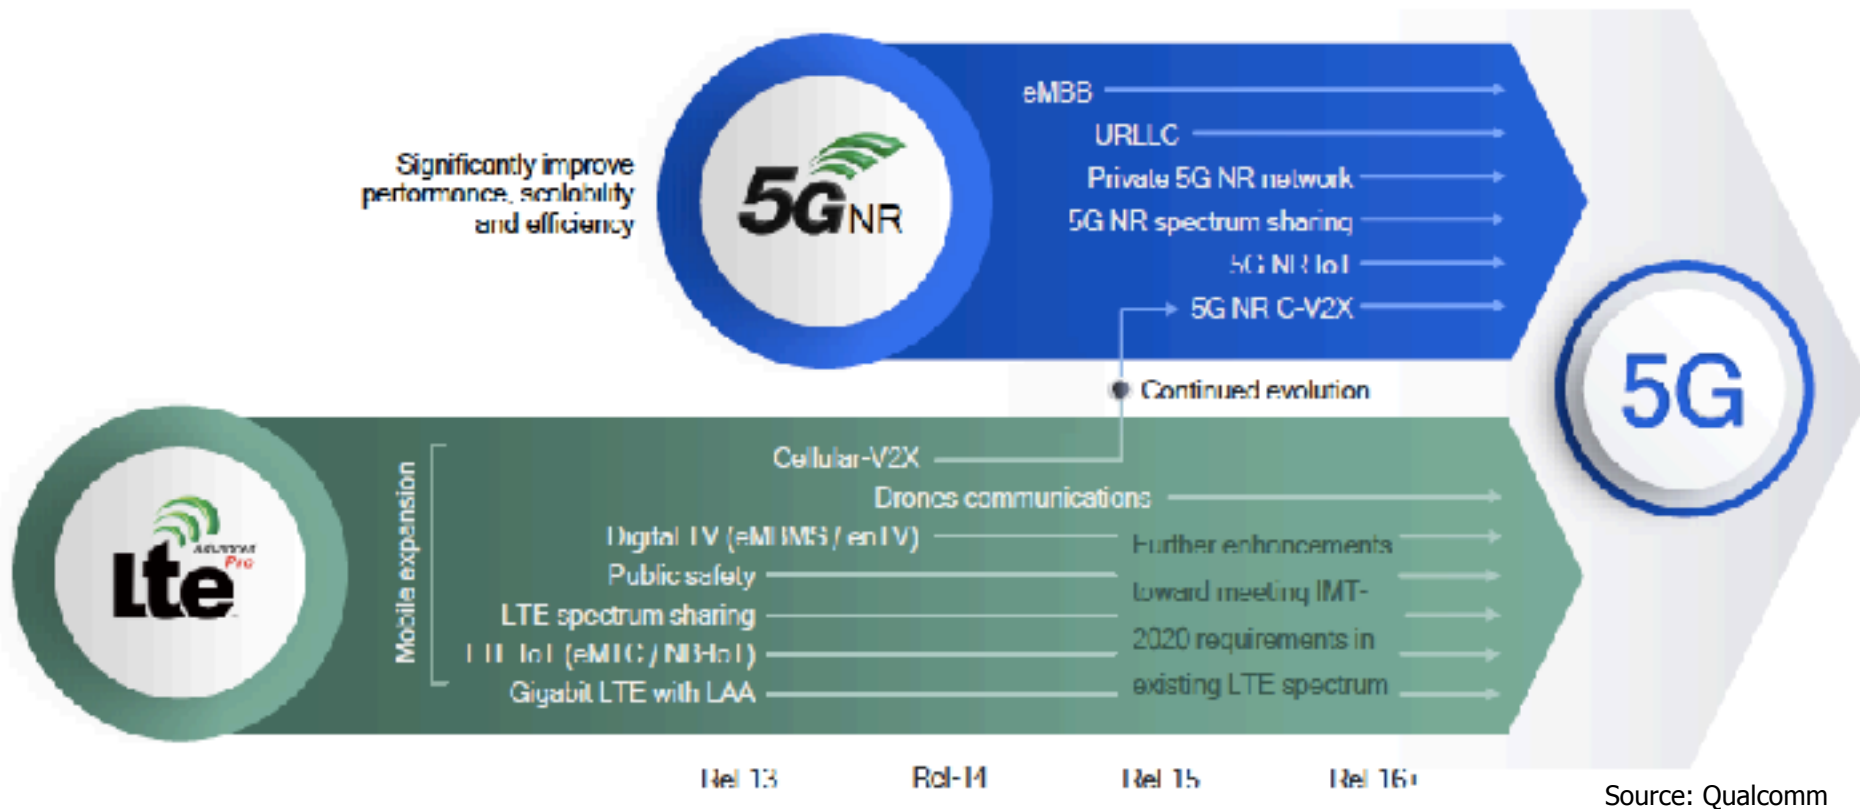 Significantly improve
performance, scalability
and efficiency
5G NR
eMBB
URLLC
Private 5G NR network
5G NR spectrum sharing
5G NR IoT
5G NR C-V2X
Continued evolution
5G
Mobile expansion
LTE Advanced Pro
Cellular-V2X
Drones communications
Digital TV (eMBMS / enTV)
Public safety
LTE spectrum sharing
LTE IoT (eMTC / NB-IoT)
Gigabit LTE with LAA
Further enhancements
toward meeting IMT-
2020 requirements in
existing LTE spectrum
Rel-13
Rel-14
Rel-15
Rel-16+
Source: Qualcomm